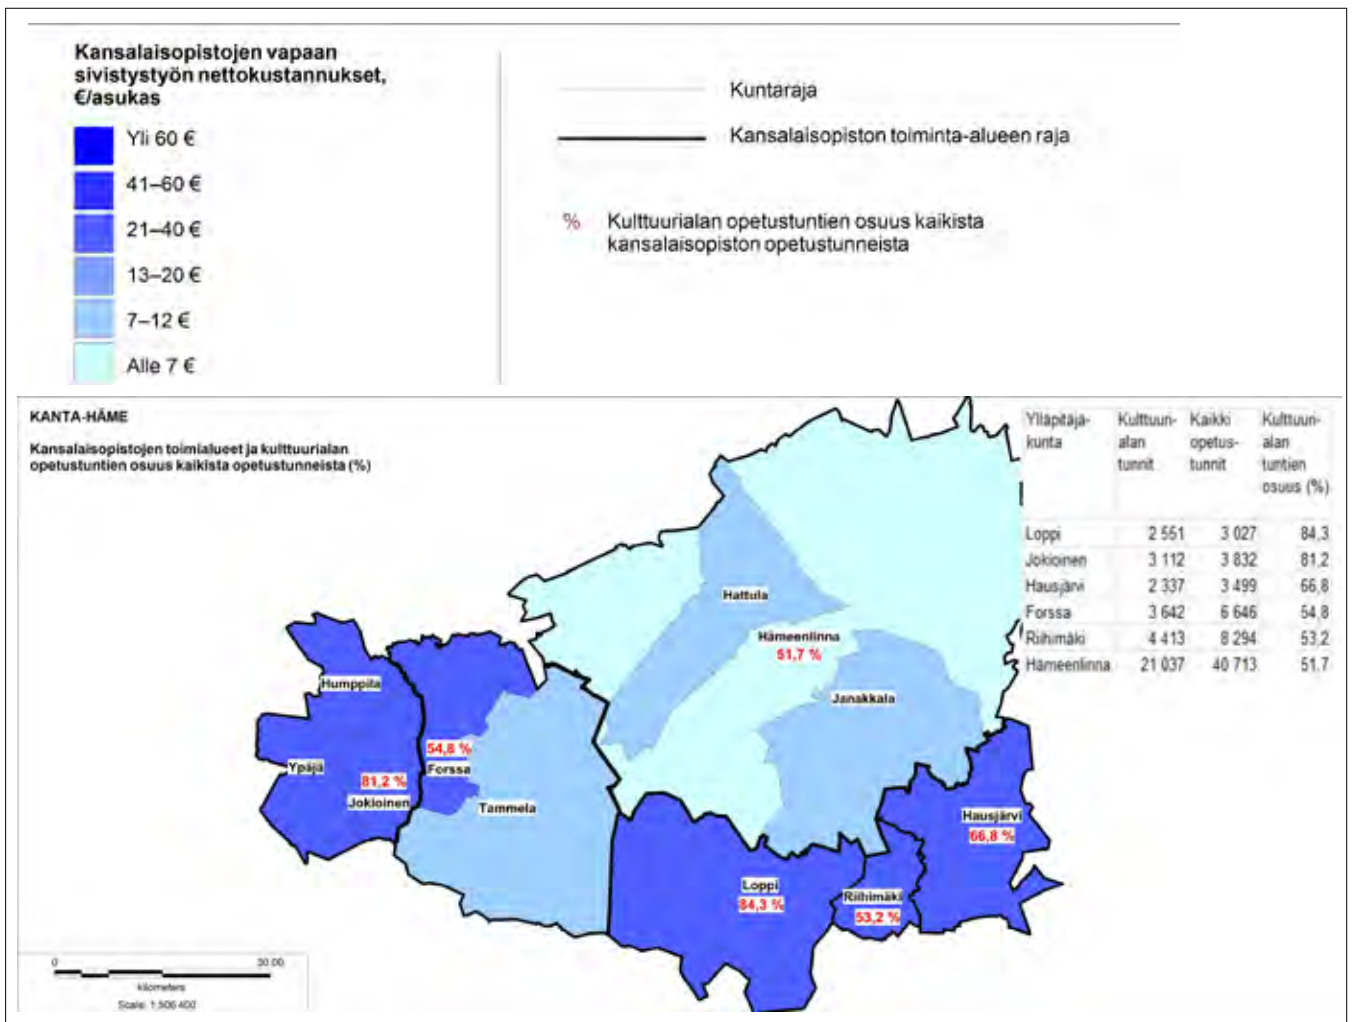 Kansalaisopistojen vapaan
sivistystyön nettokustannukset,
€/asukas
Yli 60 €
41–60 €
21–40 €
13–20 €
7–12 €
Alle 7 €
Kuntaraja
Kansalaisopiston toiminta-alueen raja
% Kulttuurialan opetustuntien osuus kaikista
kansalaisopiston opetustunneista
KANTA-HÄME
Kansalaisopistojen toimialueet ja kulttuurialan
opetustuntien osuus kaikista opetustunneista (%)
Ylläpitäjä- Kulttuuri- Kaikki Kulttuuri-
kunta alan opetus- alan
tunnit tunnit tuntien
osuus (%)
Loppi 2 551 3 027 84,3
Jokioinen 3 112 3 832 81,2
Hausjärvi 2 337 3 499 66,8
Forssa 3 642 6 646 54,8
Riihimäki 4 413 8 294 53,2
Hämeenlinna 21 037 40 713 51,7
Hattula
Hämeenlinna
51,7 %
Janakkala
Humppila
Ypäjä
81,2 %
Jokioinen
54,8 %
Forssa
Tammela
Hausjärvi
66,8 %
Loppi
84,3 %
Riihimäki
53,2 %
0 30.00
kilometers
Scale: 1:506 400